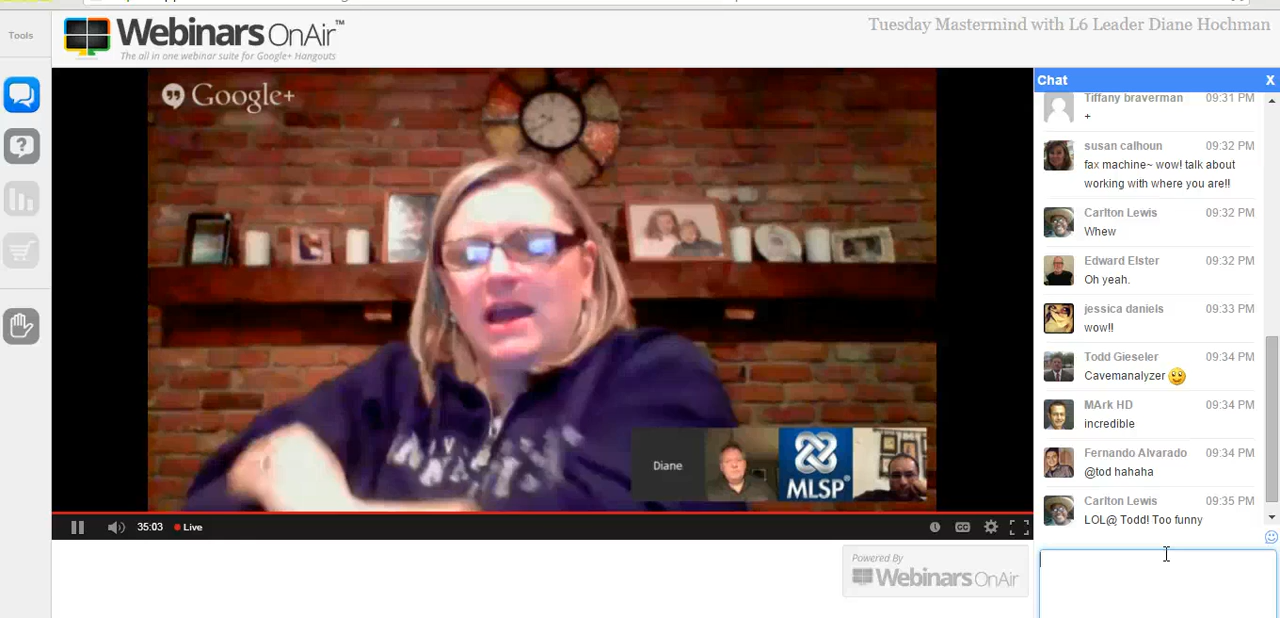 Tools
Webinars OnAir™
The all in one webinar suite for Google+ Hangouts
Tuesday Mastermind with L6 Leader Diane Hochman
Google+
Diane
MLSP®
35:03
Live
CC
Powered By
Webinars OnAir
Chat
X
Tiffany braverman 09:31 PM
+
susan calhoun 09:32 PM
fax machine~ wow! talk about
working with where you are!!
Carlton Lewis 09:32 PM
Whew
Edward Elster 09:32 PM
Oh yeah.
jessica daniels 09:33 PM
wow!!
Todd Gieseler 09:34 PM
Cavemanalyzer
MArk HD 09:34 PM
incredible
Fernando Alvarado 09:34 PM
@tod hahaha
Carlton Lewis 09:35 PM
LOL@ Todd! Too funny